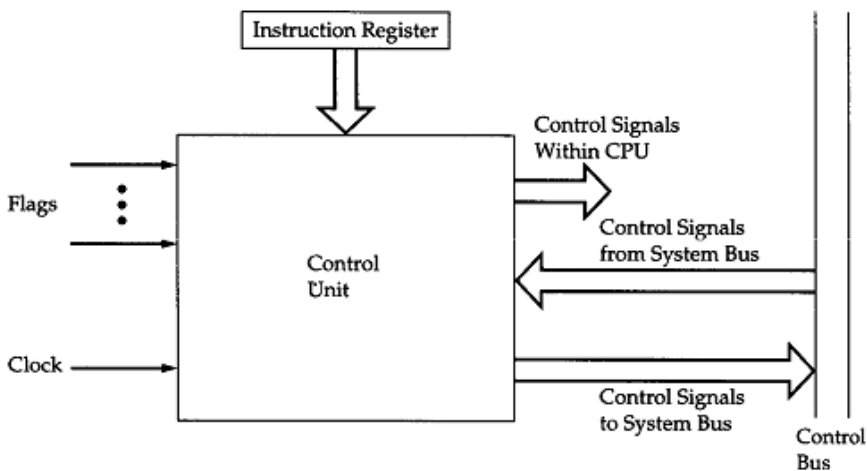 Instruction Register
Control Signals
Within CPU
Flags
Control Signals
from System Bus
Control
Unit
Clock
Control Signals
to System Bus
Control
Bus